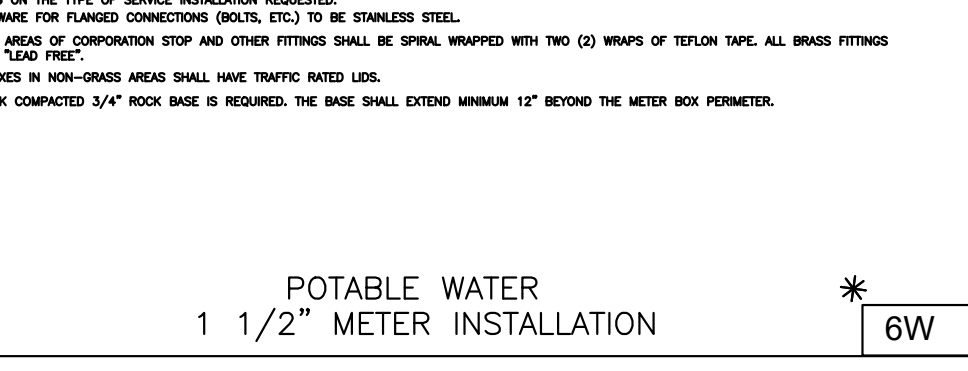 ON THE TYPE OF SERVICE INSTALLATION REQUESTED.
WARE FOR FLANGED CONNECTIONS (BOLTS, ETC.) TO BE STAINLESS STEEL.
AREAS OF CORPORATION STOP AND OTHER FITTINGS SHALL BE SPIRAL WRAPPED WITH TWO (2) WRAPS OF TEFLON TAPE. ALL BRASS FITTINGS
"LEAD FREE".
XES IN NON-GRASS AREAS SHALL HAVE TRAFFIC RATED LIDS.
K COMPACTED 3/4" ROCK BASE IS REQUIRED. THE BASE SHALL EXTEND MINIMUM 12" BEYOND THE METER BOX PERIMETER.
POTABLE WATER
1 1/2" METER INSTALLATION
*
6W